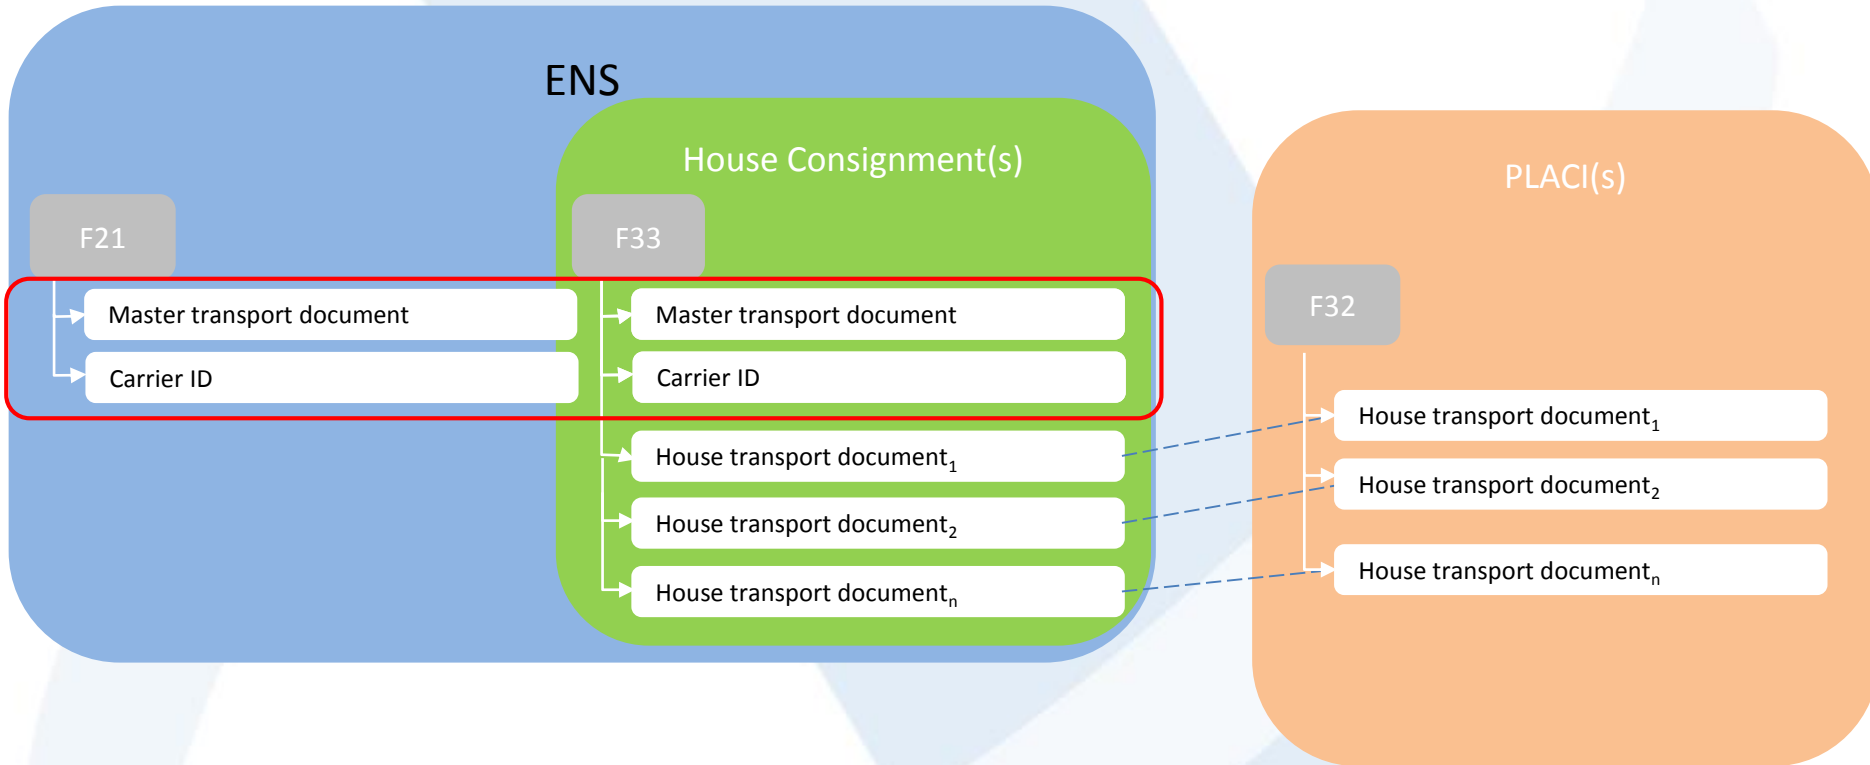 ENS
House Consignment(s)
PLACI(s)
F21
F33
F32
Master transport document
Carrier ID
Master transport document
Carrier ID
House transport document1
House transport document2
House transport documentn
House transport document1
House transport document2
House transport documentn